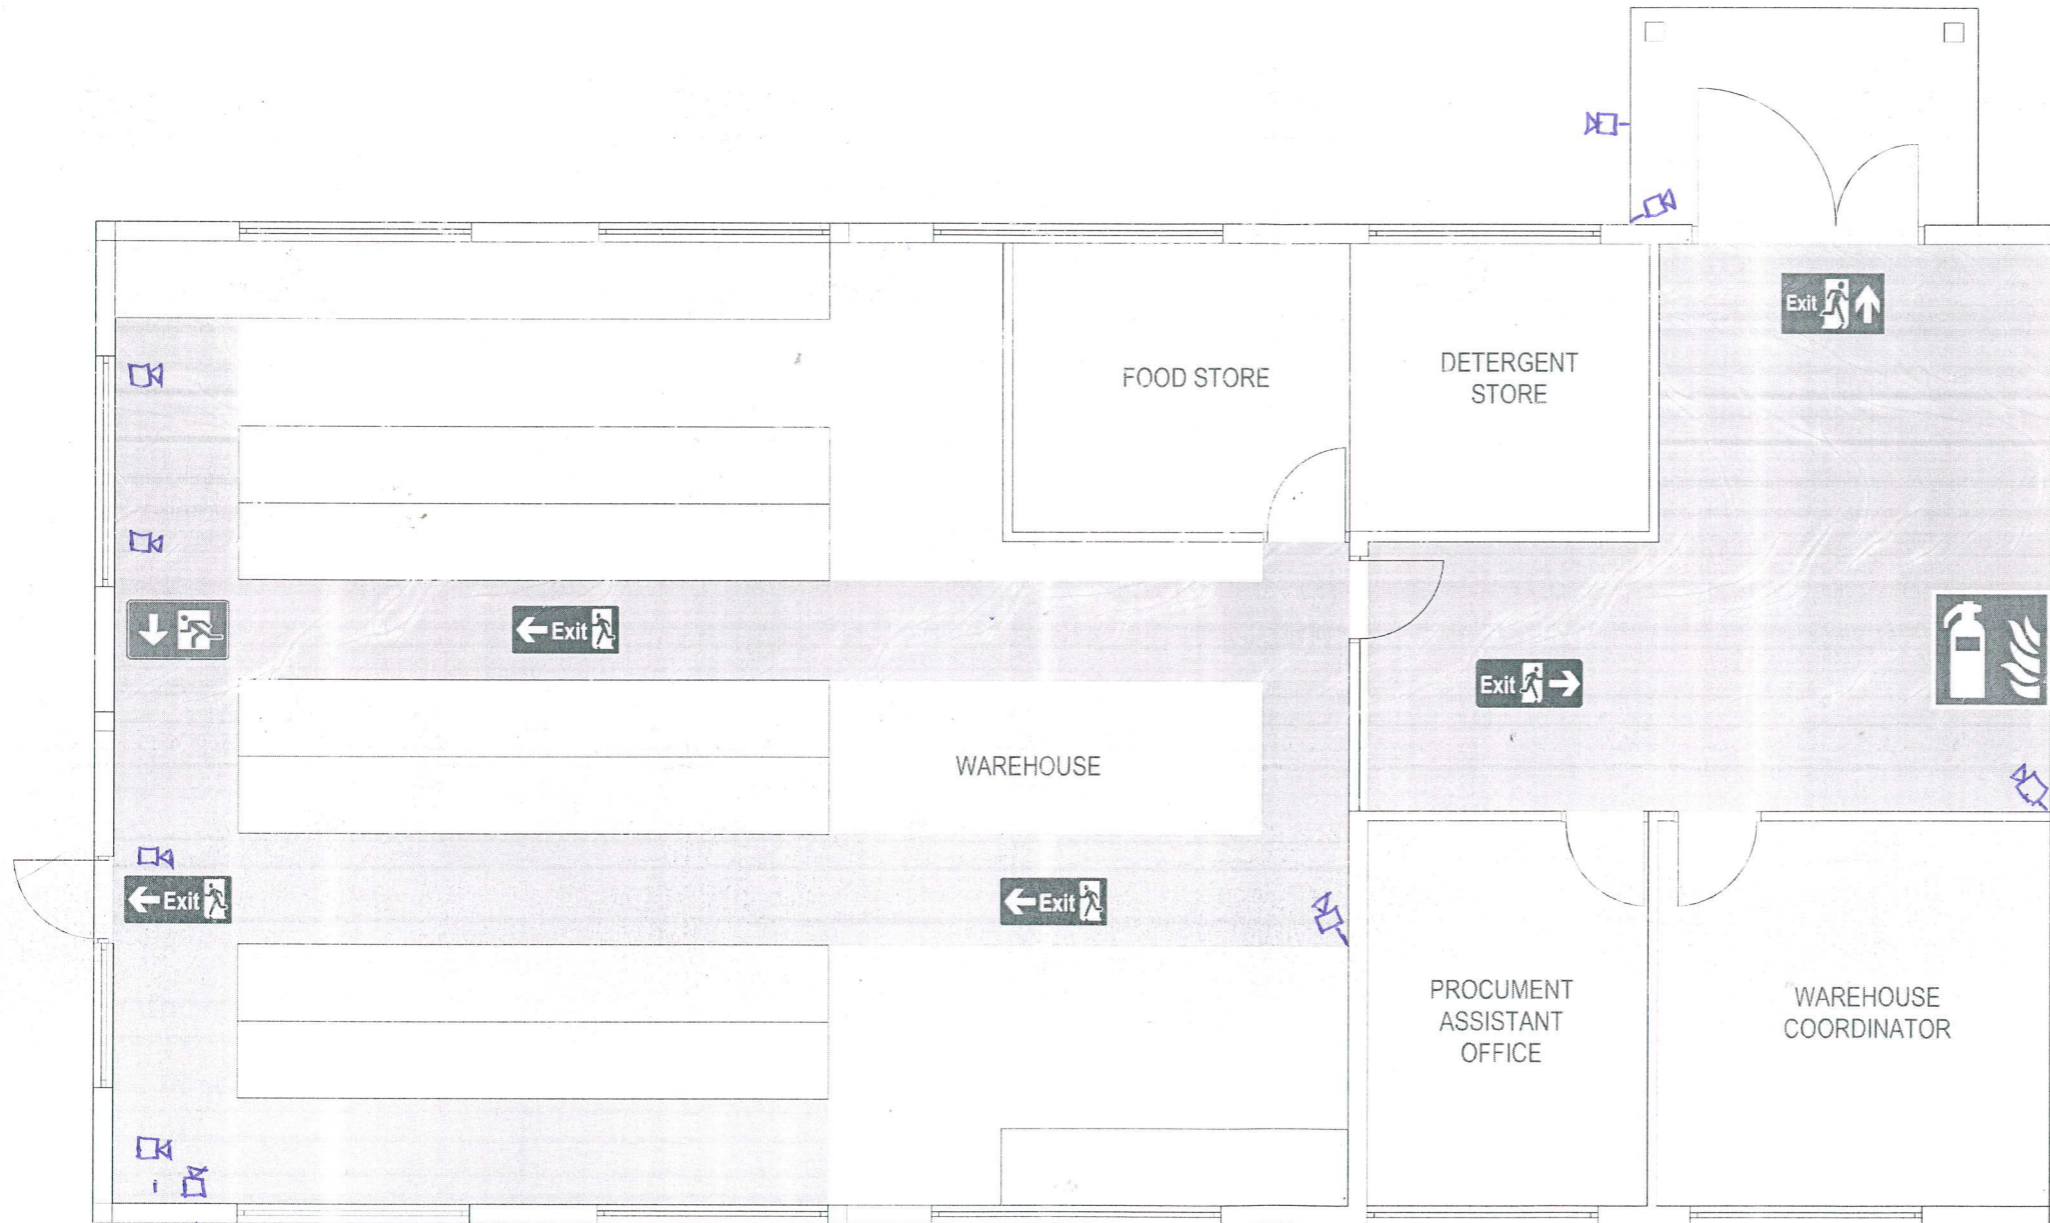 Exit
FOOD STORE
DETERGENT
STORE
Exit
Exit
WAREHOUSE
Exit
Exit
PROCUMENT
ASSISTANT
OFFICE
WAREHOUSE
COORDINATOR